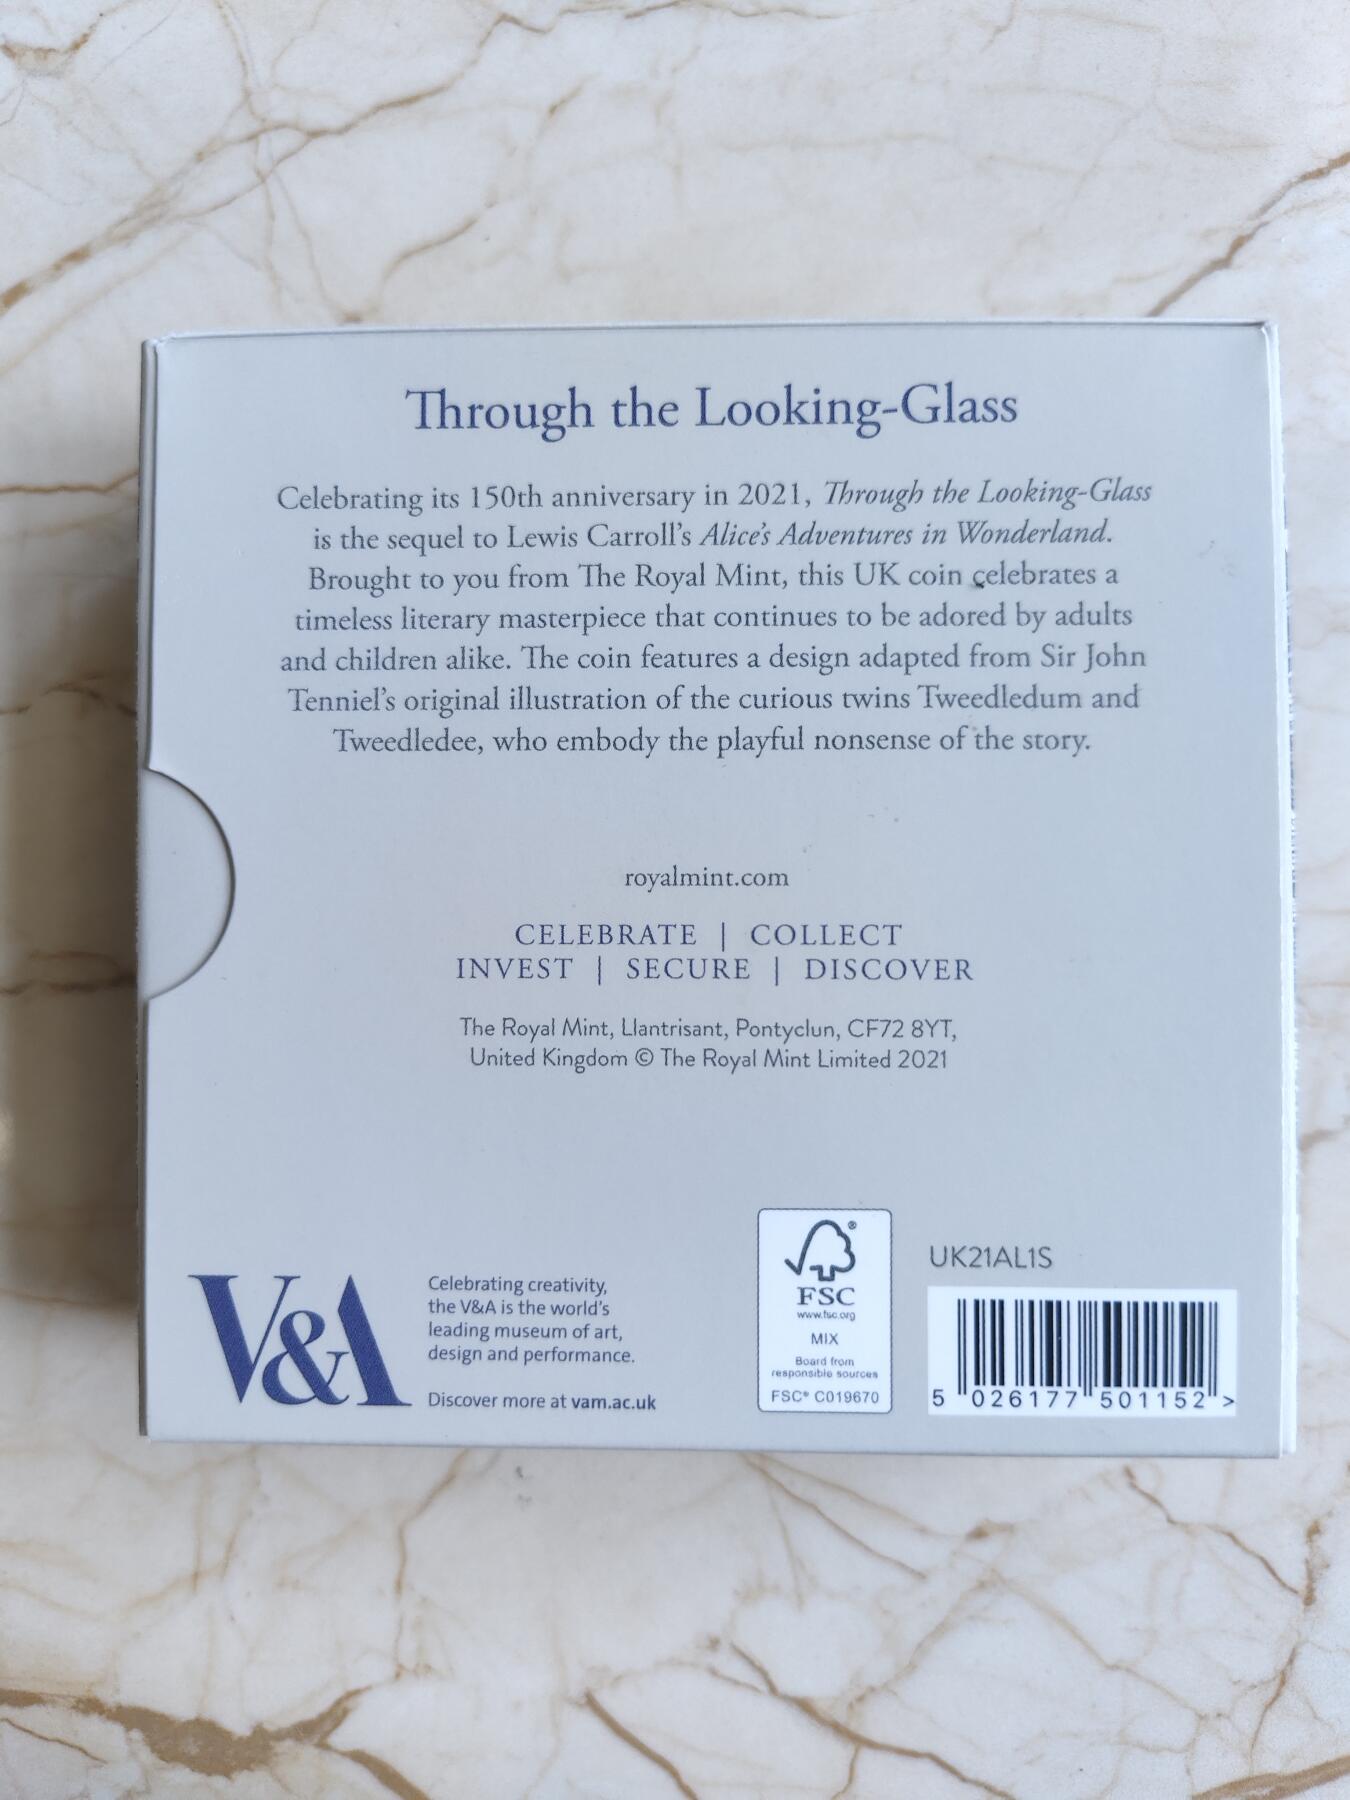 Through the Looking-Glass
Celebrating its 150th anniversary in 2021, Through the Looking-Glass
is the sequel to Lewis Carroll's Alice's Adventures in Wonderland.
Brought to you from The Royal Mint, this UK coin celebrates a
timeless literary masterpiece that continues to be adored by adults
and children alike. The coin features a design adapted from Sir John
Tenniel's original illustration of the curious twins Tweedledum and
Tweedledee, who embody the playful nonsense of the story.
royalmint.com
CELEBRATE | COLLECT
INVEST | SECURE | DISCOVER
The Royal Mint, Llantrisant, Pontyclun, CF72 8YT,
United Kingdom © The Royal Mint Limited 2021
V&A
Celebrating creativity,
the V&A is the world's
leading museum of art,
design and performance.
Discover more at vam.ac.uk
®
FSC
www.fsc.org
MIX
Board from
responsible sources
FSC® C019670
UK21AL1S
5 026177 501152 >